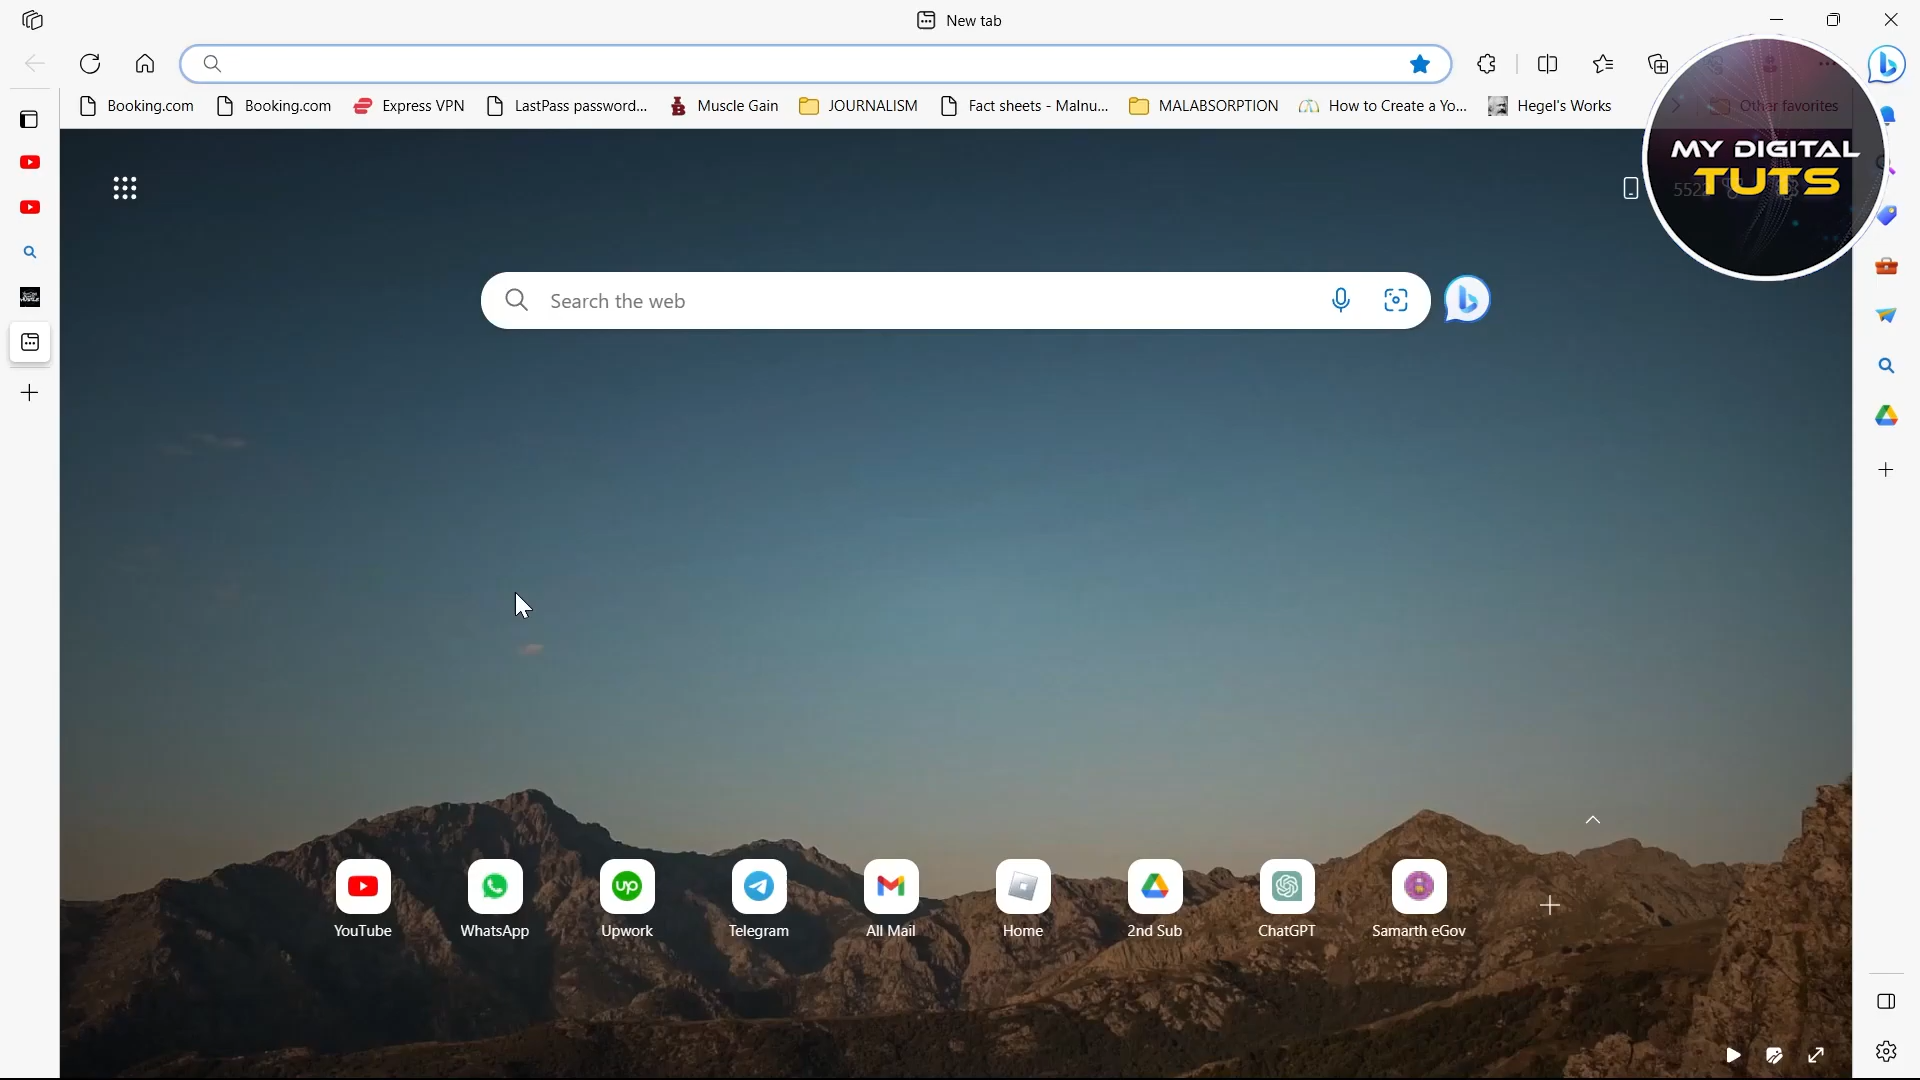 New tab
Booking.com
Booking.com
Express VPN
LastPass password...
Muscle Gain
JOURNALISM
Fact sheets - Malnu...
MALABSORPTION
How to Create a Yo...
Hegel's Works
Other favorites
MY DIGITAL
TUTS
Search the web
YouTube
WhatsApp
Upwork
Telegram
All Mail
Home
2nd Sub
ChatGPT
Samarth eGov